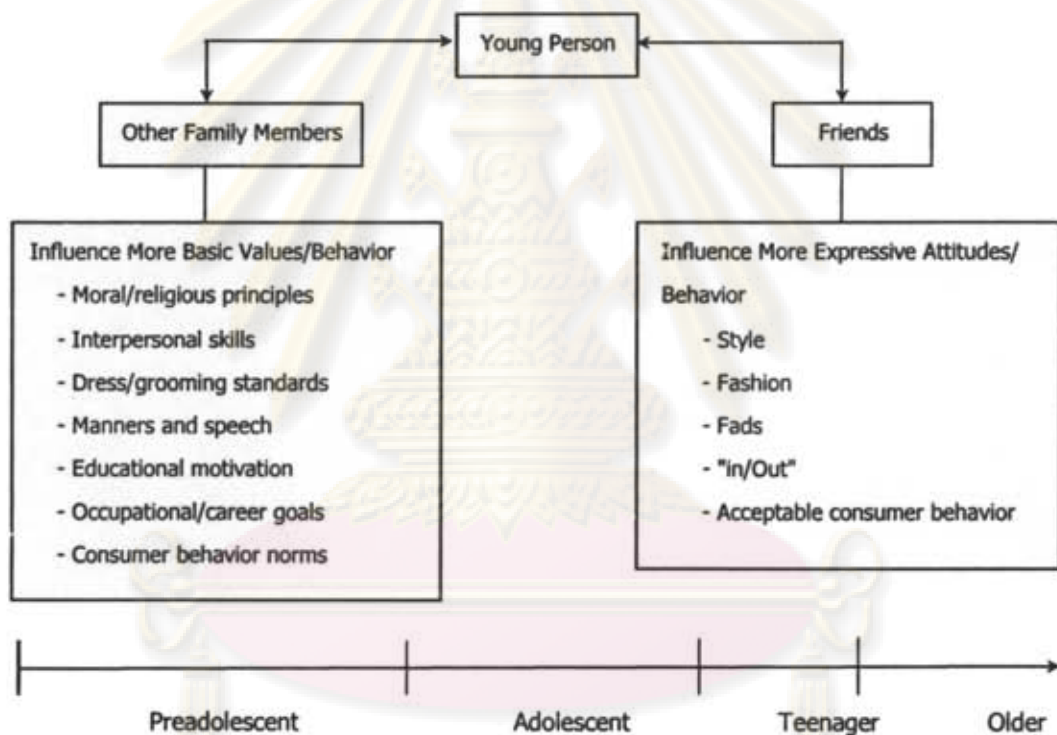 Young Person
Other Family Members
Friends
Influence More Basic Values/Behavior
- Moral/religious principles
- Interpersonal skills
- Dress/grooming standards
- Manners and speech
- Educational motivation
- Occupational/career goals
- Consumer behavior norms
Influence More Expressive Attitudes/
Behavior
- Style
- Fashion
- Fads
- "in/Out"
- Acceptable consumer behavior
Preadolescent Adolescent Teenager Older